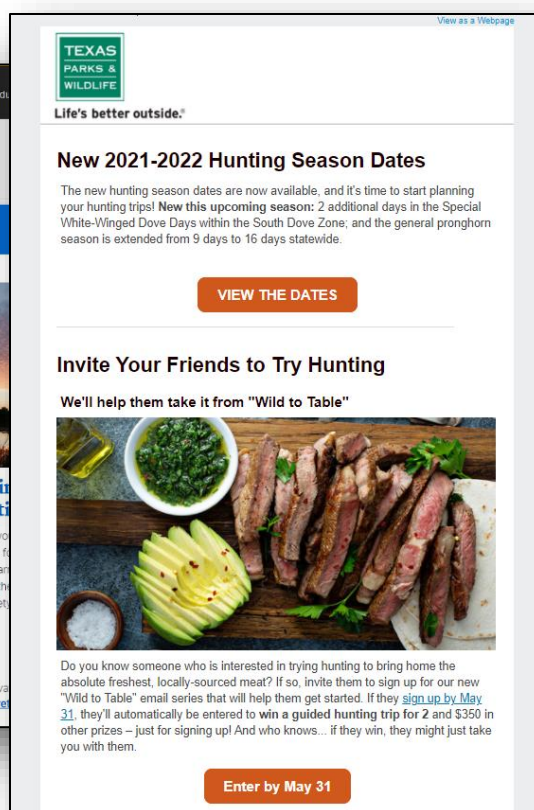 View as a Webpage
TEXAS
PARKS &
WILDLIFE
Life's better outside.®
New 2021-2022 Hunting Season Dates
The new hunting season dates are now available, and it's time to start planning
your hunting trips! New this upcoming season: 2 additional days in the Special
White-Winged Dove Days within the South Dove Zone; and the general pronghorn
season is extended from 9 days to 16 days statewide.
VIEW THE DATES
Invite Your Friends to Try Hunting
We'll help them take it from "Wild to Table"
Do you know someone who is interested in trying hunting to bring home the
absolute freshest, locally-sourced meat? If so, invite them to sign up for our new
"Wild to Table" email series that will help them get started. If they sign up by May
31, they'll automatically be entered to win a guided hunting trip for 2 and $350 in
other prizes – just for signing up! And who knows... if they win, they might just take
you with them.
Enter by May 31